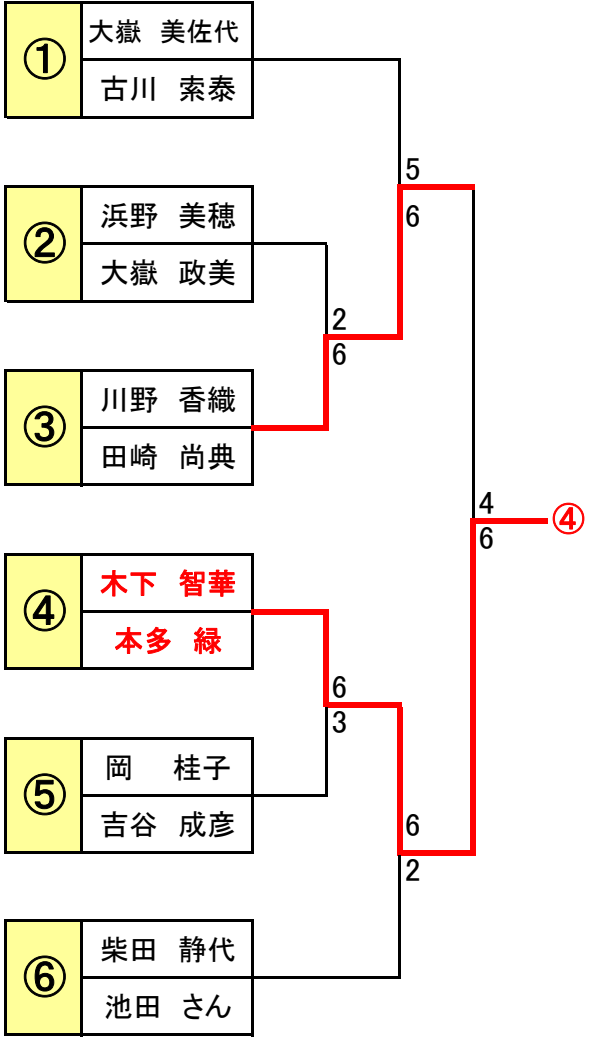 ①
大嶽 美佐代
古川 索泰
5
6
②
浜野 美穂
大嶽 政美
2
6
③
川野 香織
田崎 尚典
4
6
④
④
木下 智華
本多 緑
6
3
⑤
岡 桂子
吉谷 成彦
6
2
⑥
柴田 静代
池田 さん